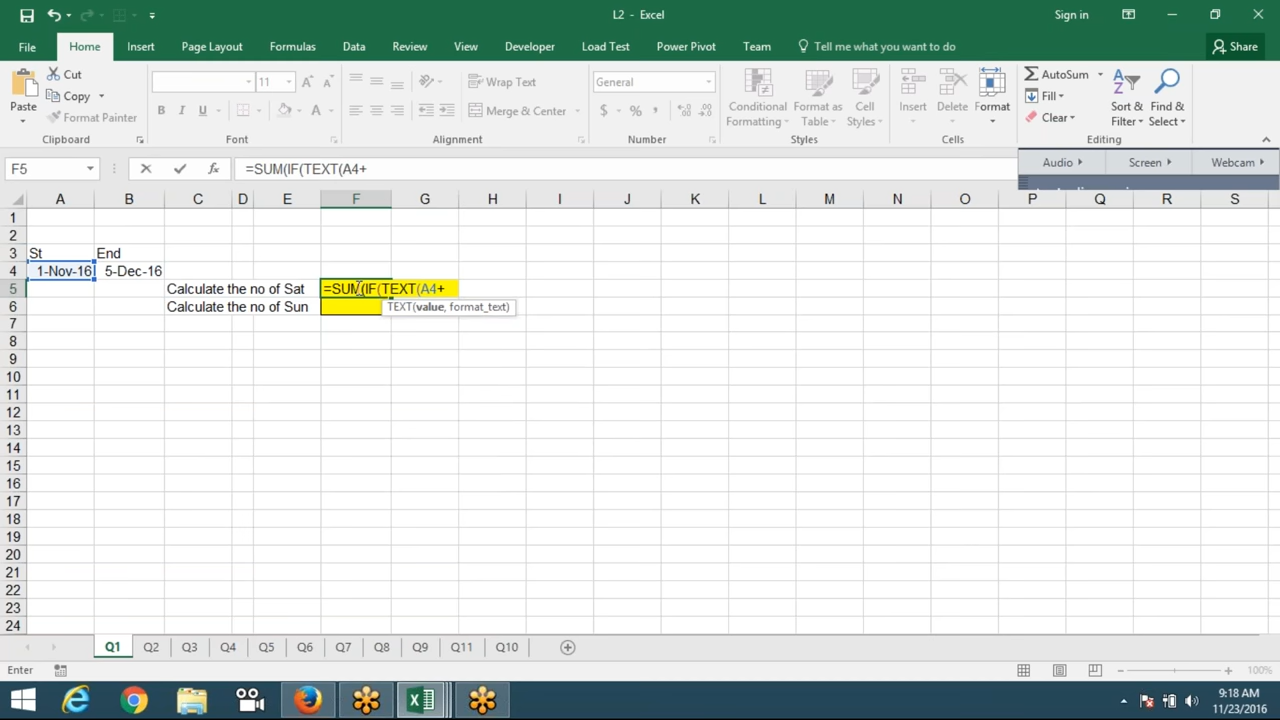 L2 - Excel
Sign in
File Home Insert Page Layout Formulas Data Review View Developer Load Test Power Pivot Team Tell me what you want to do Share
Paste
Cut
Copy
Format Painter
Clipboard
11
A A
B I U
A
Font
Wrap Text
Merge & Center
Alignment
General
$ % ,
Number
Conditional Formatting
Format as Table
Cell Styles
Styles
Insert
Delete
Format
Cells
AutoSum
Fill
Clear
Sort & Filter
Find & Select
Editing
Audio Screen Webcam
F5 fx =SUM(IF(TEXT(A4+
A B C D E F G H I J K L M N O P Q R S
1
2
3 St End
4 1-Nov-16 5-Dec-16
5 Calculate the no of Sat =SUM(IF(TEXT(A4+
6 Calculate the no of Sun TEXT(value, format_text)
7
8
9
10
11
12
13
14
15
16
17
18
19
20
21
22
23
24
Q1 Q2 Q3 Q4 Q5 Q6 Q7 Q8 Q9 Q11 Q10
Enter 100%
9:18 AM
11/23/2016